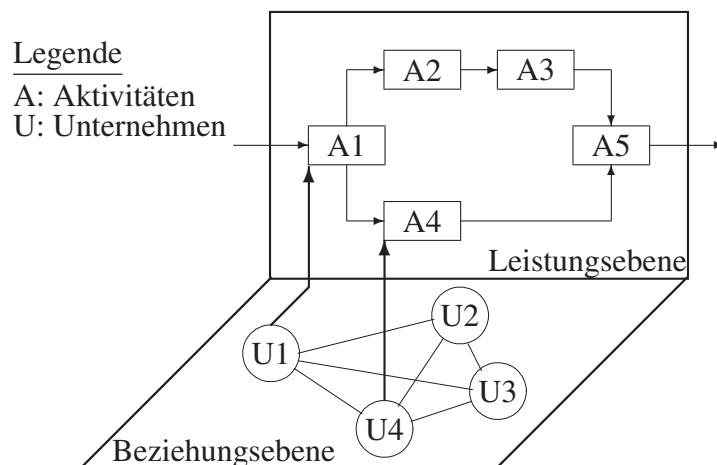 Legende
A: Aktivitäten
U: Unternehmen
A2
A3
A1
A5
A4
Leistungsebene
U2
U1
U3
U4
Beziehungsebene